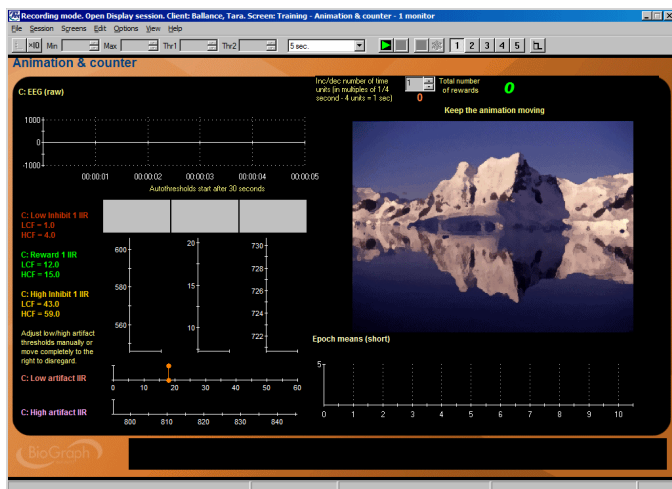 Recording mode. Open Display session. Client: Ballance, Tara. Screen: Training - Animation & counter - 1 monitor
File Session Screens Edit Options View Help
×10 Min Max Thr1 Thr2 5 sec. 1 2 3 4 5
Animation & counter
Inc/dec number of time
units (in multiples of 1/4
second - 4 units = 1 sec)
1
0
Total number
of rewards
0
C: EEG (raw)
Keep the animation moving
1000
0
-1000
00:00:01 00:00:02 00:00:03 00:00:04 00:00:05
Autothresholds start after 30 seconds
C: Low Inhibit 1 IIR
LCF = 1.0
HCF = 4.0
C: Reward 1 IIR
LCF = 12.0
HCF = 15.0
C: High Inhibit 1 IIR
LCF = 43.0
HCF = 59.0
600
580
560
20
15
10
730
728
726
724
722
Adjust low/high artifact
thresholds manually or
move completely to the
right to disregard.
C: Low artifact IIR
0 10 20 30 40 50 60
C: High artifact IIR
800 810 820 830 840
Epoch means (short)
5
0 1 2 3 4 5 6 7 8 9 10
BioGraph